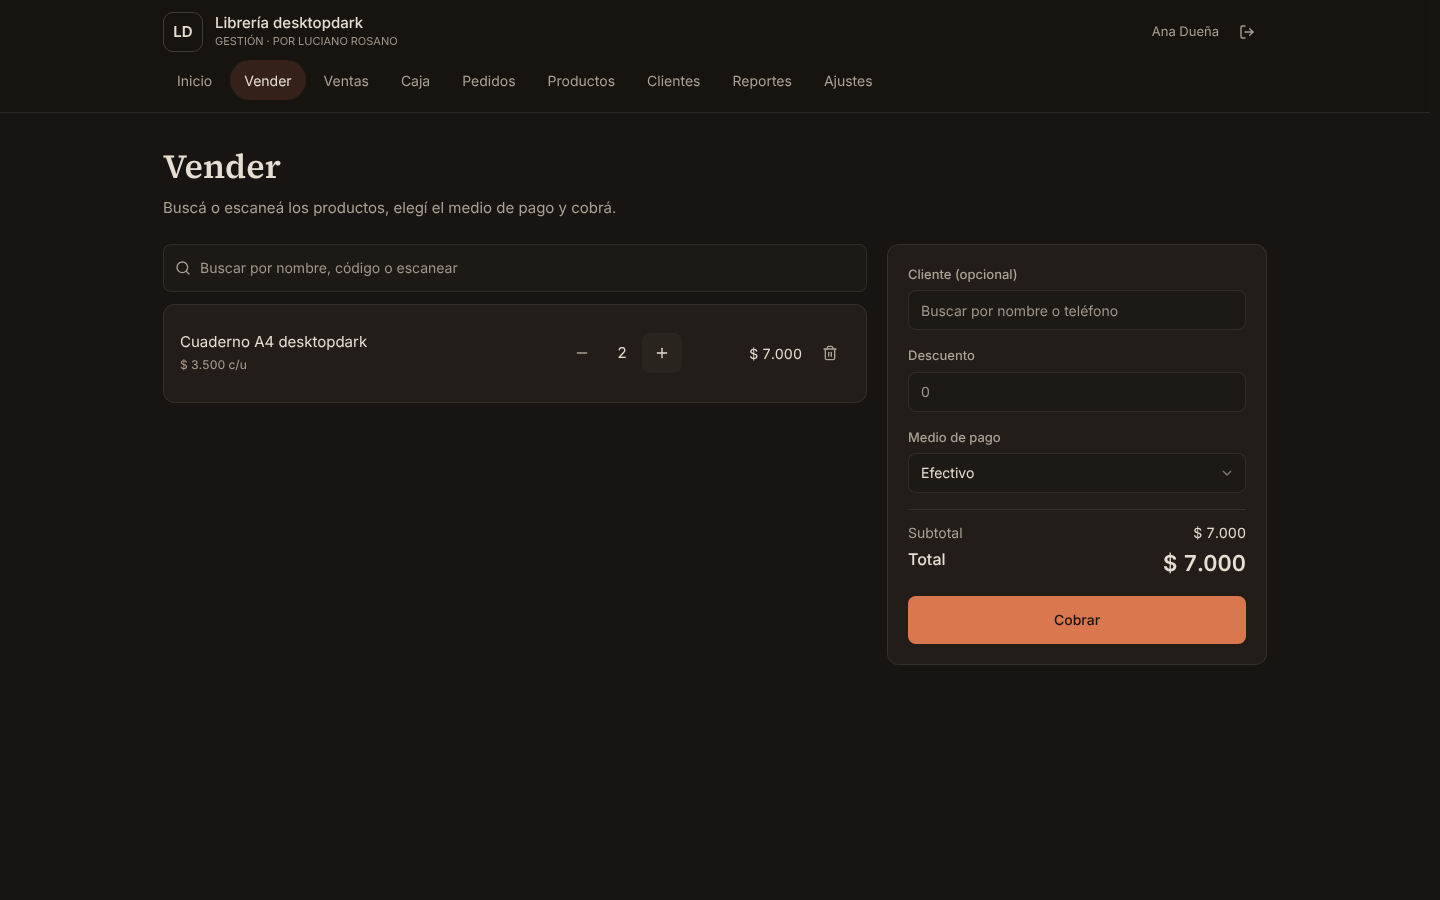 LD
Librería desktopdark
GESTIÓN · POR LUCIANO ROSANO
Ana Dueña
Inicio
Vender
Ventas
Caja
Pedidos
Productos
Clientes
Reportes
Ajustes
Vender
Buscá o escaneá los productos, elegí el medio de pago y cobrá.
Buscar por nombre, código o escanear
Cuaderno A4 desktopdark
$ 3.500 c/u
− 2 +
$ 7.000
Cliente (opcional)
Buscar por nombre o teléfono
Descuento
0
Medio de pago
Efectivo
Subtotal $ 7.000
Total $ 7.000
Cobrar